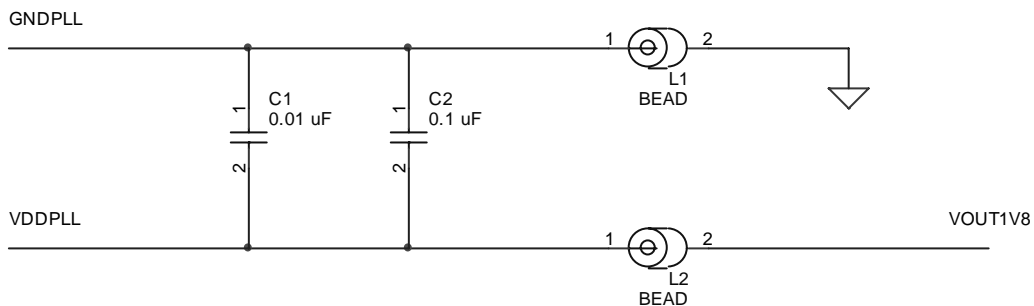 GNDPLL
1
2
L1
BEAD
1
C1
0.01 uF
2
1
C2
0.1 uF
2
VDDPLL
VOUT1V8
1
2
L2
BEAD